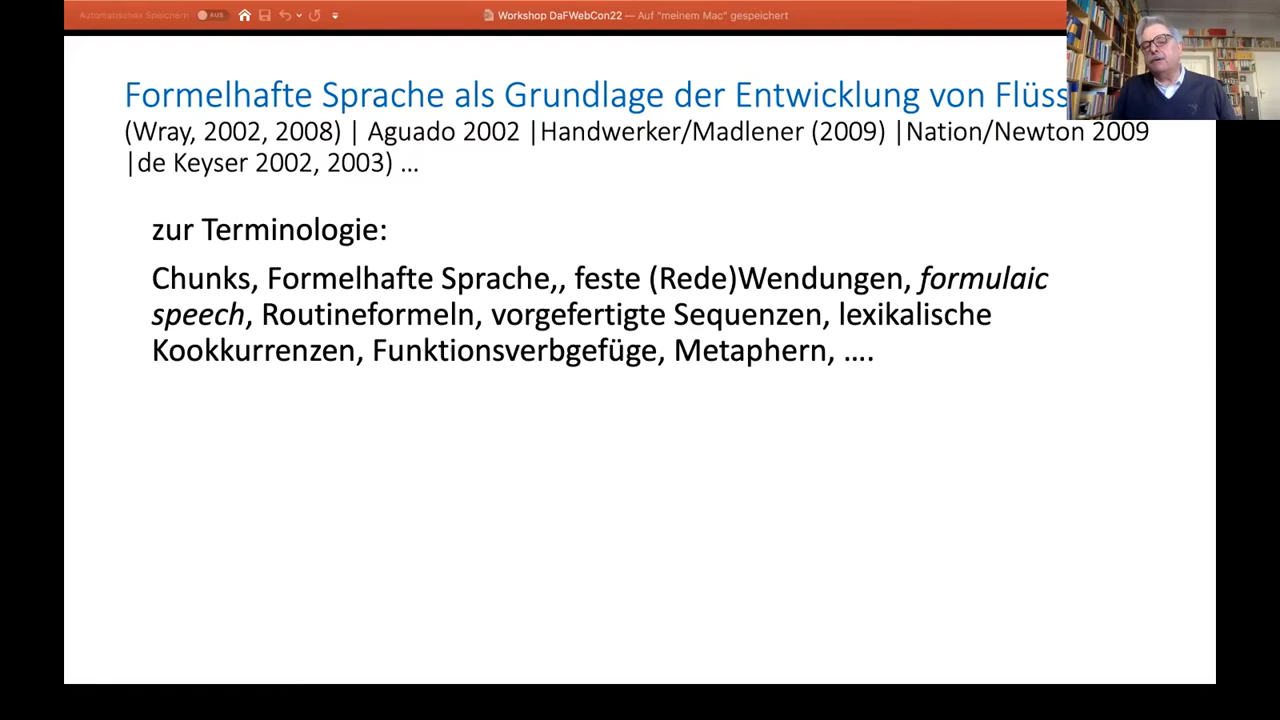 Automatisches Speichern AUS Workshop DaFWebCon22 — Auf "meinem Mac" gespeichert
Formelhafte Sprache als Grundlage der Entwicklung von Flüss
(Wray, 2002, 2008) | Aguado 2002 |Handwerker/Madlener (2009) |Nation/Newton 2009
|de Keyser 2002, 2003) ...
zur Terminologie:
Chunks, Formelhafte Sprache,, feste (Rede)Wendungen, formulaic
speech, Routineformeln, vorgefertigte Sequenzen, lexikalische
Kookkurrenzen, Funktionsverbgefüge, Metaphern, ....